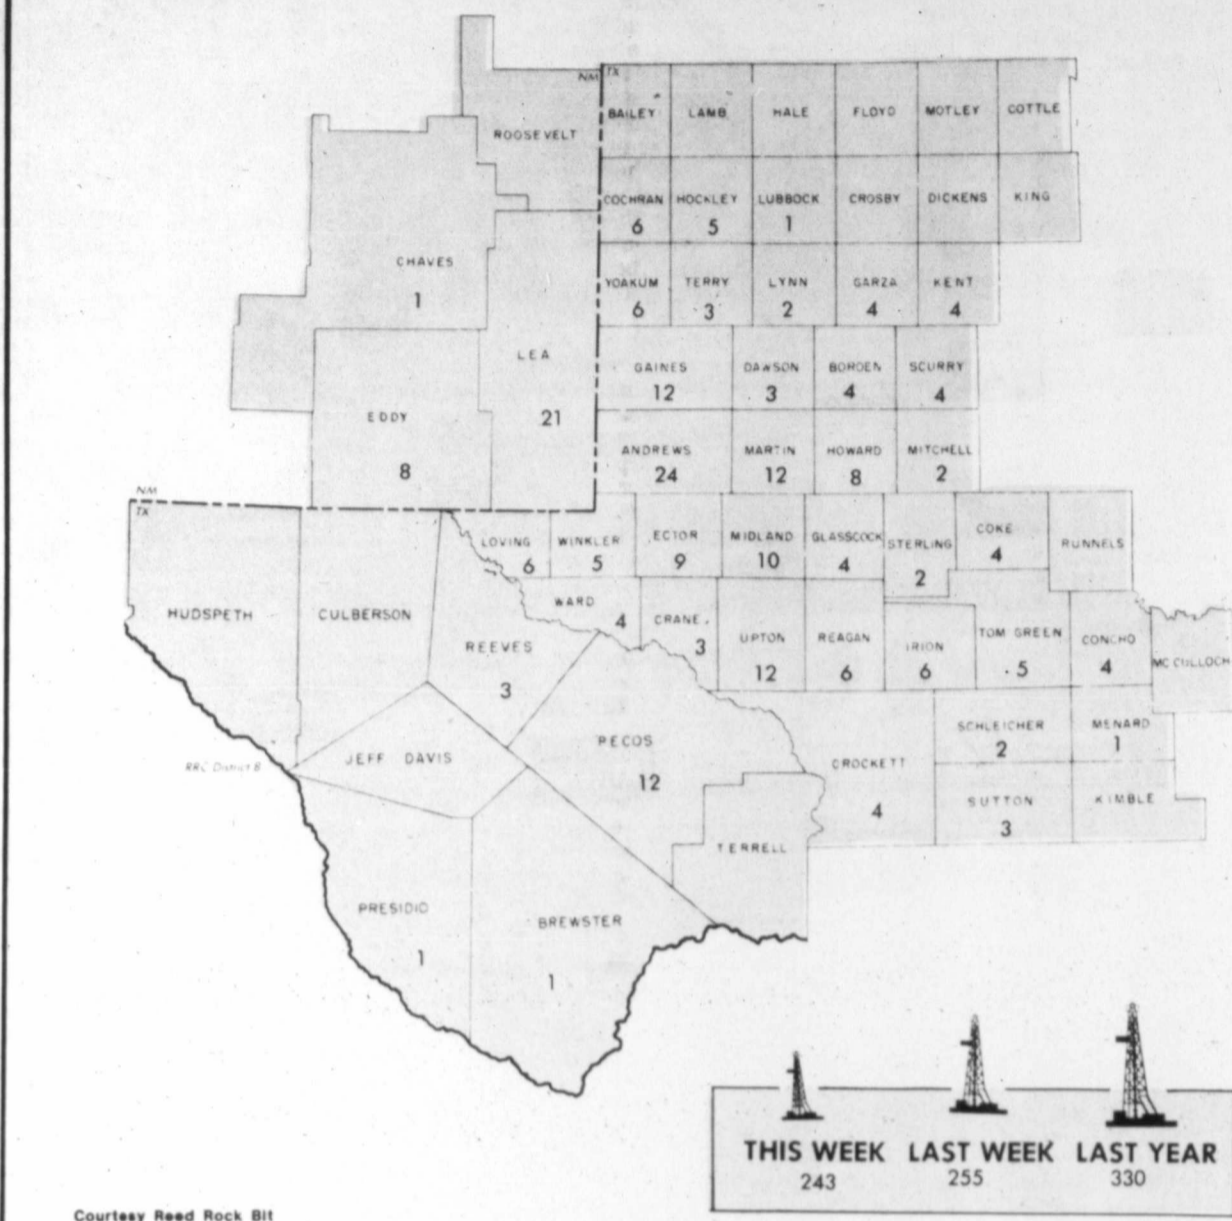 NM TX
BAILEY LAMB HALE FLOYD MOTLEY COTTLE
ROOSEVELT
COCHRAN HOCKLEY LUBBOCK CROSBY DICKENS KING
6 5 1
CHAVES
1
YOAKUM TERRY LYNN GARZA KENT
6 3 2 4 4
LEA
21
GAINES DAWSON BORDEN SCURRY
12 3 4 4
EDDY
8
ANDREWS MARTIN HOWARD MITCHELL
24 12 8 2
NM
TX
LOVING WINKLER ECTOR MIDLAND GLASSCOCK STERLING COKE RUNNELS
6 5 9 10 4 2 4
HUDSPETH CULBERSON
WARD CRANE UPTON REAGAN IRION TOM GREEN CONCHO MC CULLOCH
4 3 12 6 6 5 4
REEVES
3
SCHLEICHER MENARD
2 1
PECOS
12
JEFF DAVIS
RRC District 8
CROCKETT
4
SUTTON KIMBLE
3
TERRELL
PRESIDIO
1
BREWSTER
1
THIS WEEK LAST WEEK LAST YEAR
243 255 330
Courtesy Reed Rock Bit